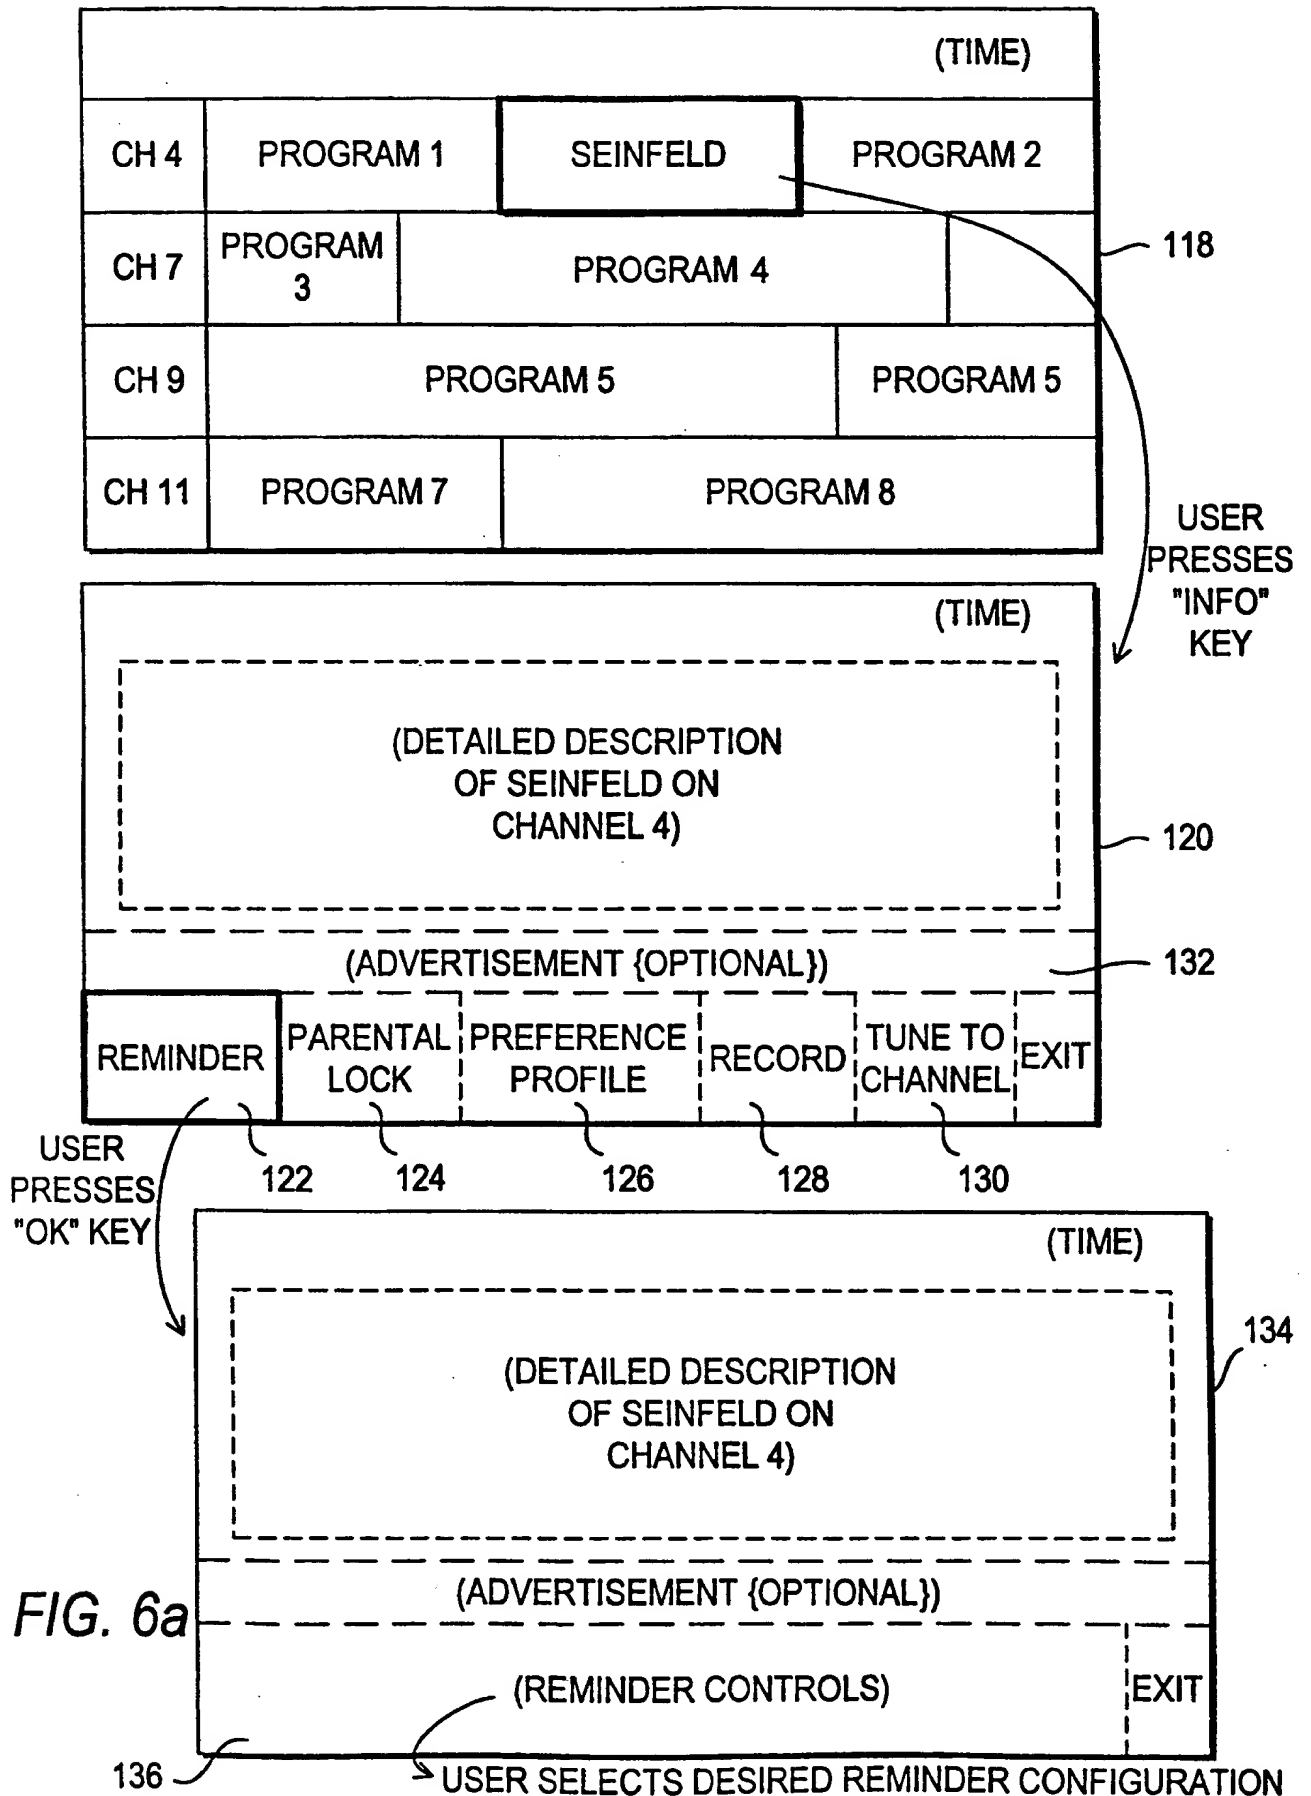 (TIME)
CH 4 PROGRAM 1 SEINFELD PROGRAM 2
118
CH 7 PROGRAM
3 PROGRAM 4
CH 9 PROGRAM 5 PROGRAM 5
CH 11 PROGRAM 7 PROGRAM 8
USER
PRESSES
"INFO"
KEY
(TIME)
(DETAILED DESCRIPTION
OF SEINFELD ON
CHANNEL 4)
120
(ADVERTISEMENT {OPTIONAL})
132
REMINDER
PARENTAL
LOCK
PREFERENCE
PROFILE
RECORD
TUNE TO
CHANNEL
EXIT
122 124 126 128 130
USER
PRESSES
"OK" KEY
(TIME)
134
(DETAILED DESCRIPTION
OF SEINFELD ON
CHANNEL 4)
(ADVERTISEMENT {OPTIONAL})
FIG. 6a
(REMINDER CONTROLS)
EXIT
136
USER SELECTS DESIRED REMINDER CONFIGURATION